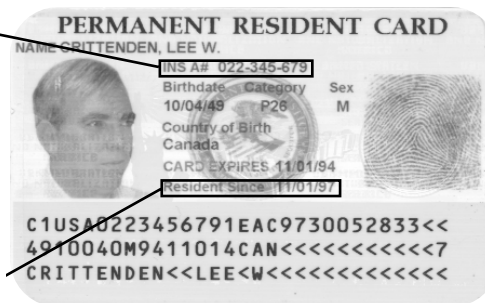 PERMANENT RESIDENT CARD
NAME CRITTENDEN, LEE W.
INS A# 022-345-679
Birthdate Category Sex
10/04/49 P26 M
Country of Birth
Canada
CARD EXPIRES 11/01/94
Resident Since 11/01/97
C1USA0223456791EAC9730052833<<
4910040M9411014CAN<<<<<<<<<<<7
CRITTENDEN<<LEE<W<<<<<<<<<<<<<